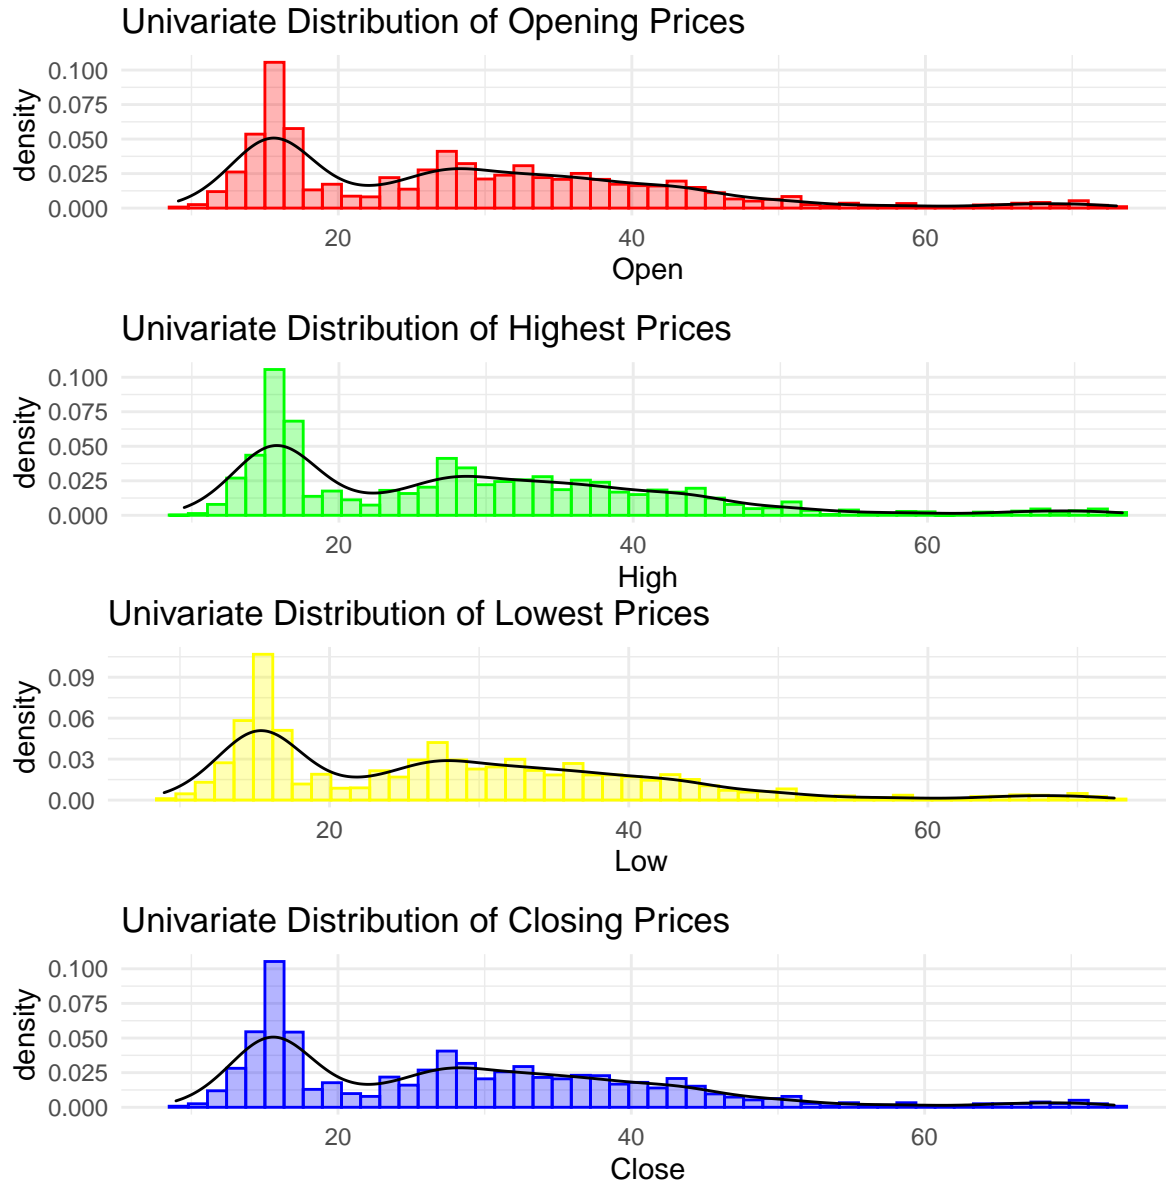 Univariate Distribution of Opening Prices
0.100
0.075
0.050
0.025
0.000
density
20 40 60
Open
Univariate Distribution of Highest Prices
0.100
0.075
0.050
0.025
0.000
density
20 40 60
High
Univariate Distribution of Lowest Prices
0.09
0.06
0.03
0.00
density
20 40 60
Low
Univariate Distribution of Closing Prices
0.100
0.075
0.050
0.025
0.000
density
20 40 60
Close